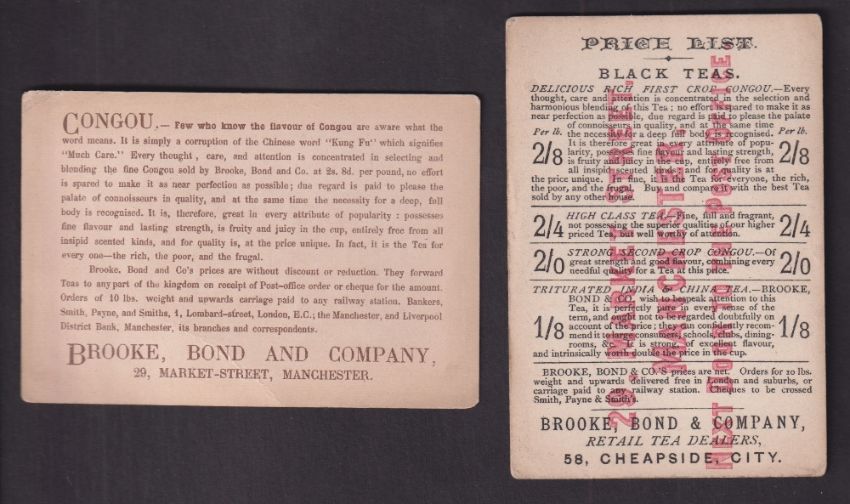 CONGOU.— Few who know the flavour of Congou are aware what the
word means. It is simply a corruption of the Chinese word "Kung Fu" which signifies
"Much Care." Every thought, care, and attention is concentrated in selecting and
blending the fine Congou sold by Brooke, Bond and Co. at 2s. 8d. per pound, no effort
is spared to make it as near perfection as possible; due regard is paid to please the
palate of connoisseurs in quality, and at the same time the necessity for a deep, full
body is recognised. It is, therefore, great in every attribute of popularity: possesses
fine flavour and lasting strength, is fruity and juicy in the cup, entirely free from all
insipid scented kinds, and for quality is, at the price unique. In fact, it is the Tea for
every one—the rich, the poor, and the frugal.
Brooke. Bond and Co's prices are without discount or reduction. They forward
Teas to any part of the kingdom on receipt of Post-office order or cheque for the amount.
Orders of 10 lbs. weight and upwards carriage paid to any railway station. Bankers,
Smith, Payne, and Smiths, 1, Lombard-street, London, E.C.; the Manchester, and Liverpool
District Bank, Manchester, its branches and correspondents.
BROOKE, BOND AND COMPANY,
29, MARKET-STREET, MANCHESTER.
PRICE LIST.
BLACK TEAS.
DELICIOUS RICH FIRST CROP CONGOU.—Every
thought, care and attention is concentrated in the selection and
harmonious blending of this Tea: no effort is spared to make it as
near perfection as possible, due regard is paid to please the palate
of connoisseurs in quality, and at the same time
Per lb. the necessity for a deep full body is recognised. Per lb.
It is therefore great in every attribute of popu
2/8 larity, possesses fine flavour and lasting strength, 2/8
is fruity and juicy in the cup, entirely free from
all insipid scented kinds; and for quality is at
the price unique. In fine, it is the Tea for everyone, the rich,
the poor, and the frugal. Buy and compare it with the best Tea
sold by any other house.
2/4 HIGH CLASS TEA.—Fine, full and fragrant, 2/4
not possessing the superior qualities of our higher
priced Tea, but well worthy of attention.
2/0 STRONG SECOND CROP CONGOU.—Of 2/0
great strength and good flavour, combining every
needful quality for a Tea at this price.
TRITURATED INDIA & CHINA TEA.—BROOKE,
BOND & CO. wish to bespeak attention to this
Tea, it is perfectly pure in every sense of the
1/8 term, and ought not to be regarded doubtfully on 1/8
account of the price; they can confidently recom-
mend it to large consumers, schools, clubs, dining-
rooms, &c. It is strong, of excellent flavour,
and intrinsically worth double the price in the cup.
BROOKE, BOND & CO.'S prices are net. Orders for 10 lbs.
weight and upwards delivered free in London and suburbs, or
carriage paid to any railway station. Cheques to be crossed
Smith, Payne & Smith's.
BROOKE, BOND & COMPANY,
RETAIL TEA DEALERS,
58, CHEAPSIDE, CITY.
29, MARKET STREET,
MANCHESTER.
NEXT DOOR TO THE POST OFFICE.